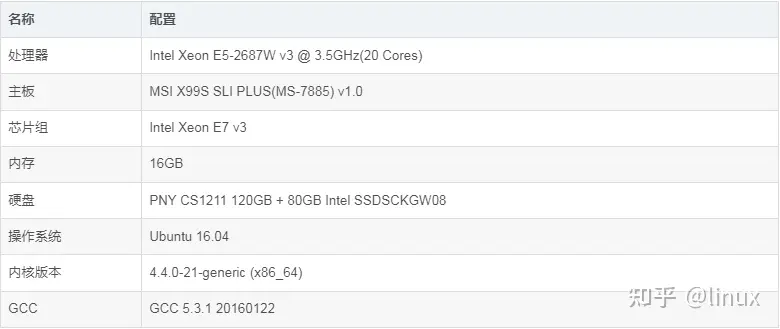 名称 配置
处理器 Intel Xeon E5-2687W v3 @ 3.5GHz(20 Cores)
主板 MSI X99S SLI PLUS(MS-7885) v1.0
芯片组 Intel Xeon E7 v3
内存 16GB
硬盘 PNY CS1211 120GB + 80GB Intel SSDSCKGW08
操作系统 Ubuntu 16.04
内核版本 4.4.0-21-generic (x86_64)
GCC GCC 5.3.1 20160122
知乎 @linux